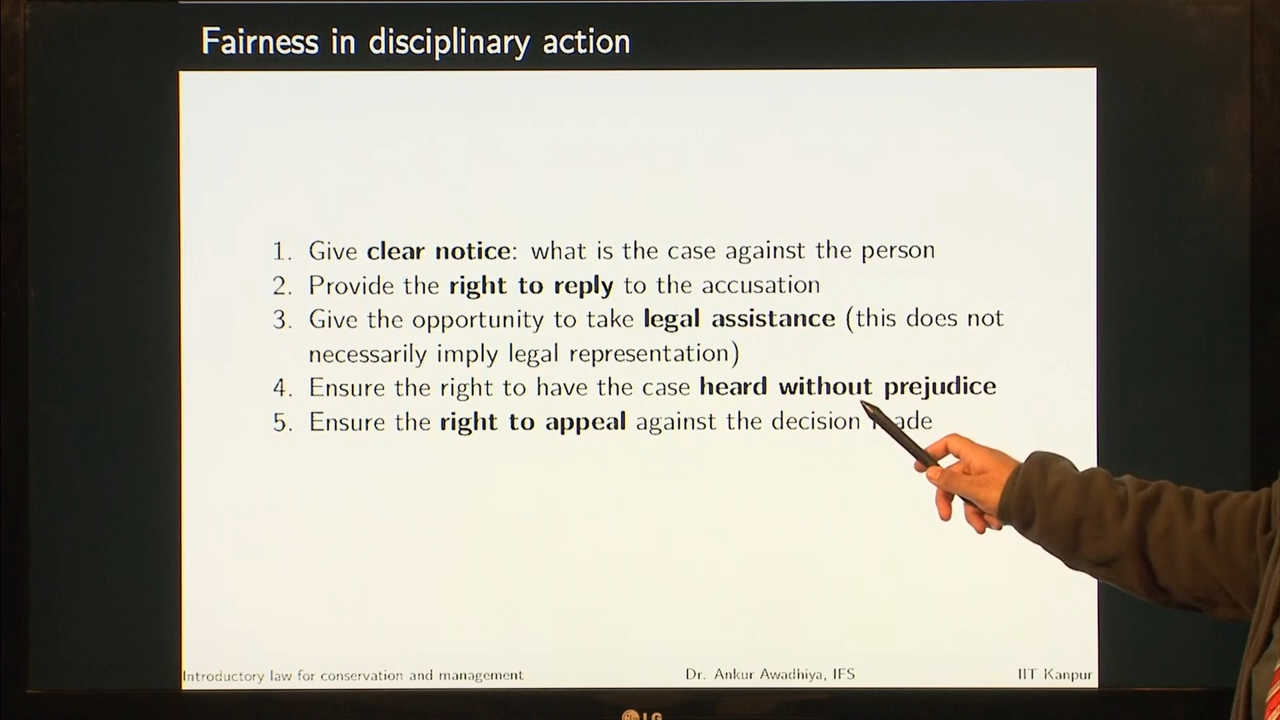 Fairness in disciplinary action
1. Give clear notice: what is the case against the person
2. Provide the right to reply to the accusation
3. Give the opportunity to take legal assistance (this does not
necessarily imply legal representation)
4. Ensure the right to have the case heard without prejudice
5. Ensure the right to appeal against the decision made
Introductory law for conservation and management Dr. Ankur Awadhiya, IFS IIT Kanpur
LG